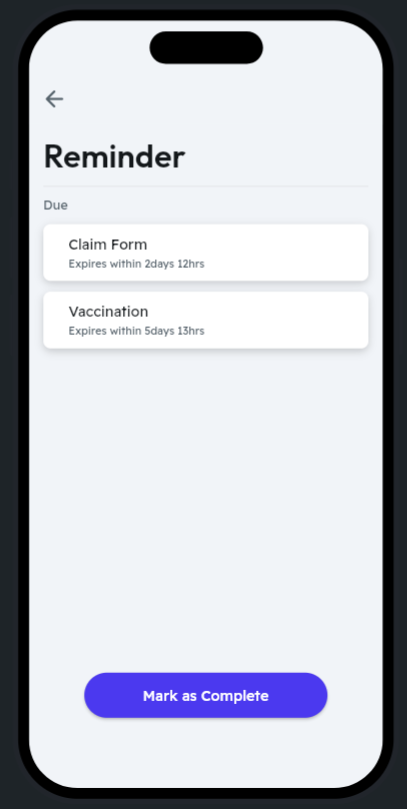 Reminder
Due
Claim Form
Expires within 2days 12hrs
Vaccination
Expires within 5days 13hrs
Mark as Complete